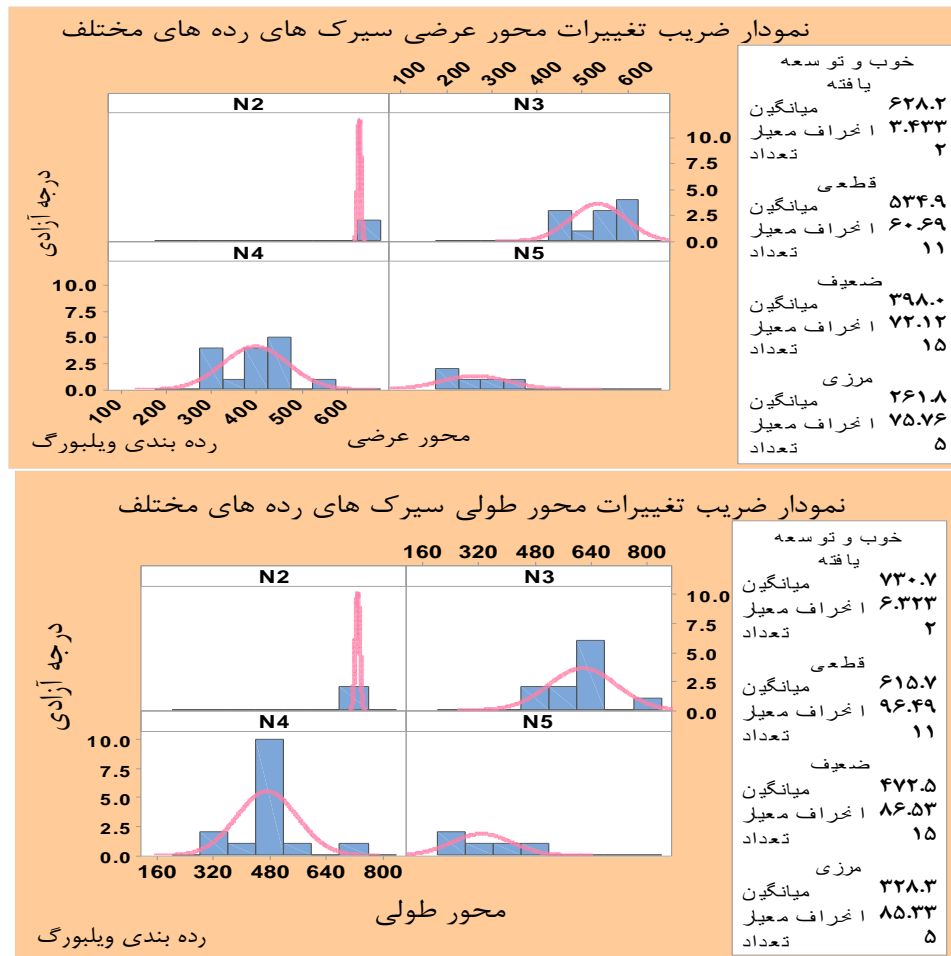 نمودار ضریب تغییرات محور عرضی سیرک های رده های مختلف
100 200 300 400 500 600
N2 N3
10.0
7.5
5.0
2.5
0.0
درجه آزادی
N4 N5
10.0
7.5
5.0
2.5
0.0
100 200 300 400 500 600
محور عرضی
رده بندی ویلبورگ
خوب و توسعه
یافته
میانگین ۶۲۸.۲
انحراف معیار ۳.۴۳۳
تعداد ۲
قطعی
میانگین ۵۳۴.۹
انحراف معیار ۶۰.۶۹
تعداد ۱۱
ضعیف
میانگین ۳۹۸.۰
انحراف معیار ۷۲.۱۲
تعداد ۱۵
مرزی
میانگین ۲۶۱.۸
انحراف معیار ۷۵.۷۶
تعداد ۵
نمودار ضریب تغییرات محور طولی سیرک های رده های مختلف
160 320 480 640 800
N2 N3
10.0
7.5
5.0
2.5
0.0
درجه آزادی
N4 N5
10.0
7.5
5.0
2.5
0.0
160 320 480 640 800
محور طولی
رده بندی ویلبورگ
خوب و توسعه
یافته
میانگین ۷۳۰.۷
انحراف معیار ۶.۳۲۳
تعداد ۲
قطعی
میانگین ۶۱۵.۷
انحراف معیار ۹۶.۴۹
تعداد ۱۱
ضعیف
میانگین ۴۷۲.۵
انحراف معیار ۸۶.۵۳
تعداد ۱۵
مرزی
میانگین ۳۲۸.۳
انحراف معیار ۸۵.۳۳
تعداد ۵